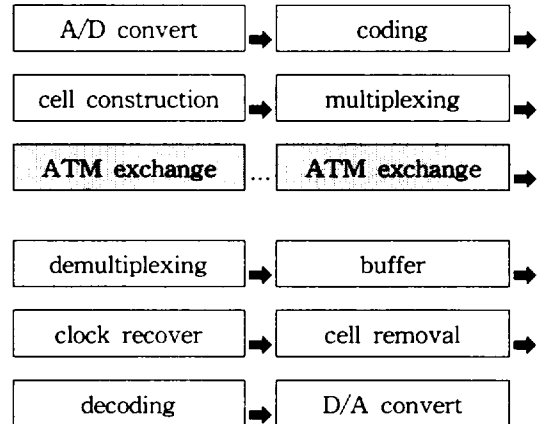 A/D convert coding
cell construction multiplexing
ATM exchange ... ATM exchange
demultiplexing buffer
clock recover cell removal
decoding D/A convert